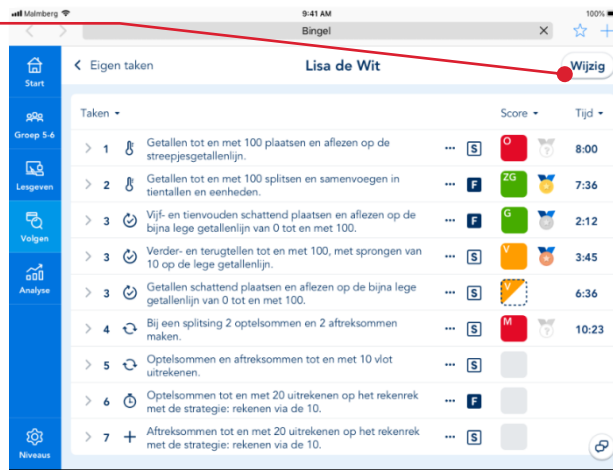 Malmberg 9:41 AM 100%
Bingel
Start
Groep 5-6
Lesgeven
Volgen
Analyse
Niveaus
Eigen taken Lisa de Wit Wijzig
Taken Score Tijd
1 Getallen tot en met 100 plaatsen en aflezen op de
streepjesgetallenlijn. ... S O ? 8:00
2 Getallen tot en met 100 splitsen en samenvoegen in
tientallen en eenheden. ... F ZG 7:36
3 Vijf- en tienvouden schattend plaatsen en aflezen op de
bijna lege getallenlijn van 0 tot en met 100. ... F G 2:12
3 Verder- en terugtellen tot en met 100, met sprongen van
10 op de lege getallenlijn. ... S V 3:45
3 Getallen schattend plaatsen en aflezen op de bijna lege
getallenlijn van 0 tot en met 100. ... S V 6:36
4 Bij een splitsing 2 optelsommen en 2 aftreksommen
maken. ... S M ? 10:23
5 Optelsommen en aftreksommen tot en met 10 vlot
uitrekenen. ... S
6 Optelsommen tot en met 20 uitrekenen op het rekenrek
met de strategie: rekenen via de 10. ... F
7 Aftreksommen tot en met 20 uitrekenen op het rekenrek
met de strategie: rekenen via de 10. ... S